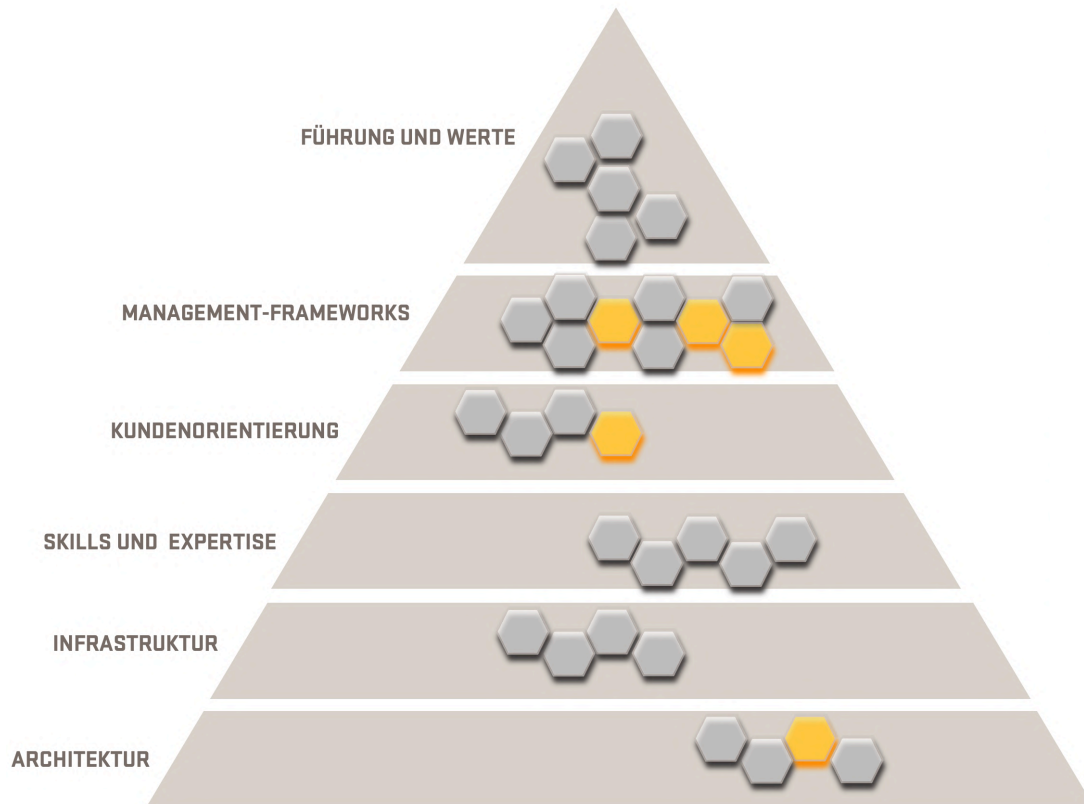 FÜHRUNG UND WERTE
MANAGEMENT-FRAMEWORKS
KUNDENORIENTIERUNG
SKILLS UND EXPERTISE
INFRASTRUKTUR
ARCHITEKTUR